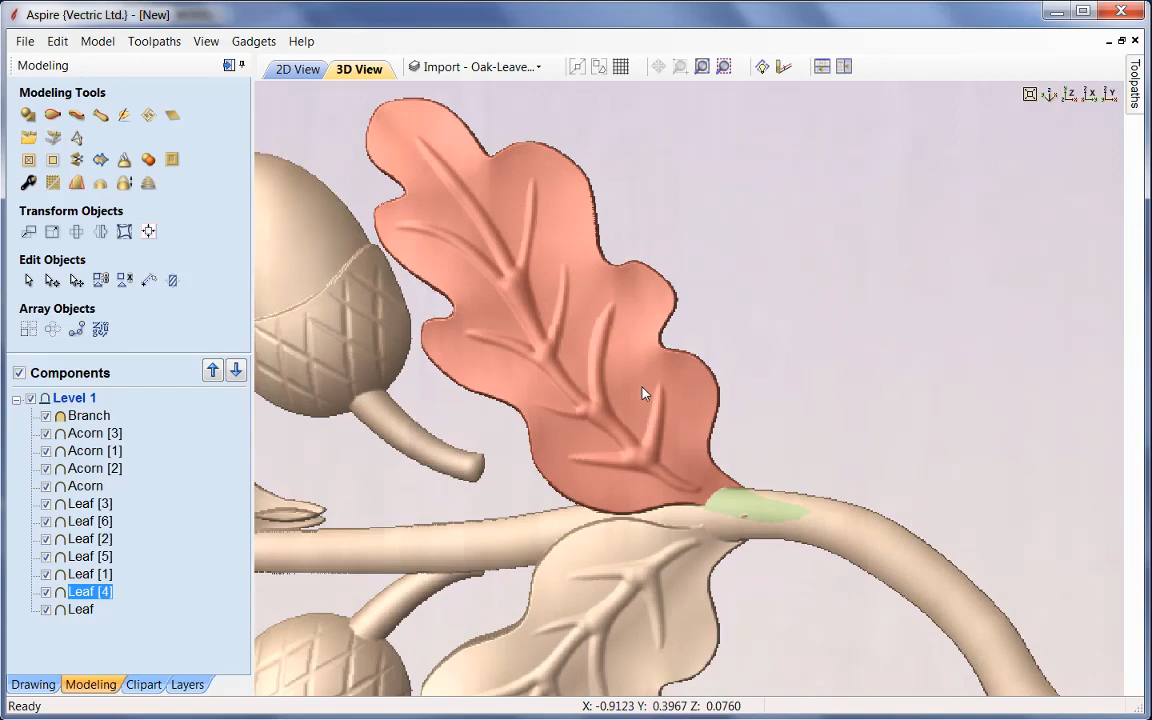 Aspire {Vectric Ltd.} - [New]
File Edit Model Toolpaths View Gadgets Help
Modeling
2D View 3D View Import - Oak-Leave...
Z X Y
Toolpaths
Modeling Tools
Transform Objects
Edit Objects
Array Objects
Components
Level 1
Branch
Acorn [3]
Acorn [1]
Acorn [2]
Acorn
Leaf [3]
Leaf [6]
Leaf [2]
Leaf [5]
Leaf [1]
Leaf [4]
Leaf
Drawing Modeling Clipart Layers
Ready X: -0.9123 Y: 0.3967 Z: 0.0760